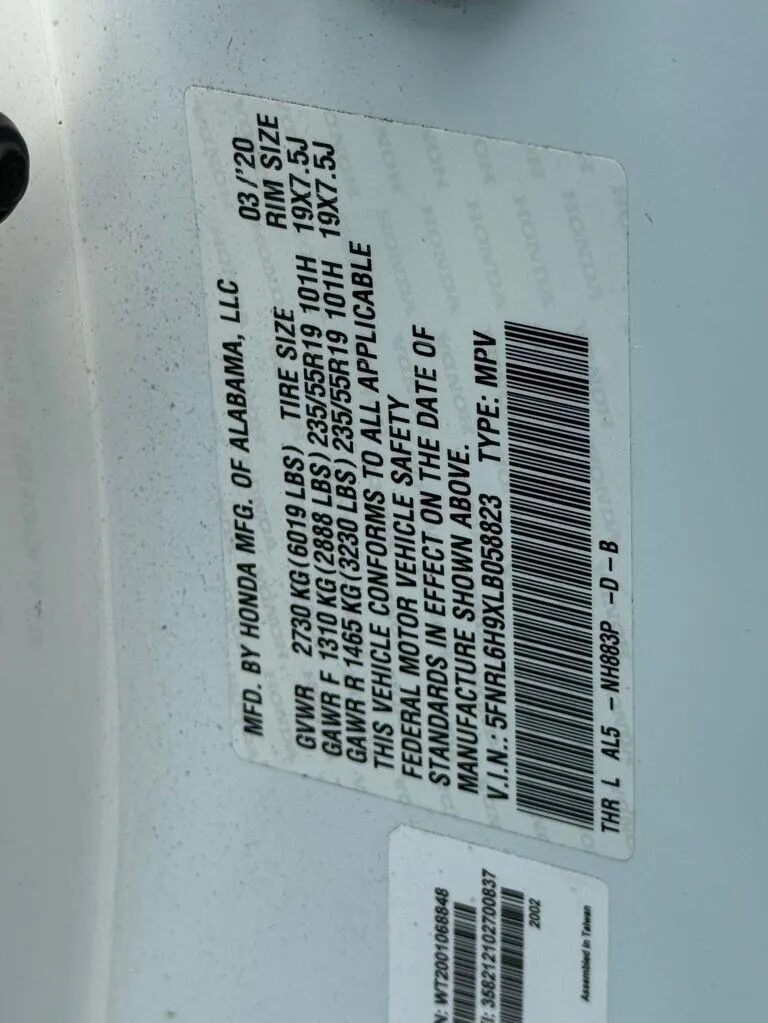 MFD. BY HONDA MFG. OF ALABAMA, LLC 03/'20
GVWR 2730 KG(6019 LBS) TIRE SIZE RIM SIZE
GAWR F 1310 KG(2888 LBS) 235/55R19 101H 19X7.5J
GAWR R 1465 KG(3230 LBS) 235/55R19 101H 19X7.5J
THIS VEHICLE CONFORMS TO ALL APPLICABLE
FEDERAL MOTOR VEHICLE SAFETY
STANDARDS IN EFFECT ON THE DATE OF
MANUFACTURE SHOWN ABOVE.
V.I.N.: 5FNRL6H9XLB058823 TYPE: MPV
THR L AL5 -NH883P -D-B
N: WT2001068848
I: 358212102700837
2002
Assembled in Taiwan